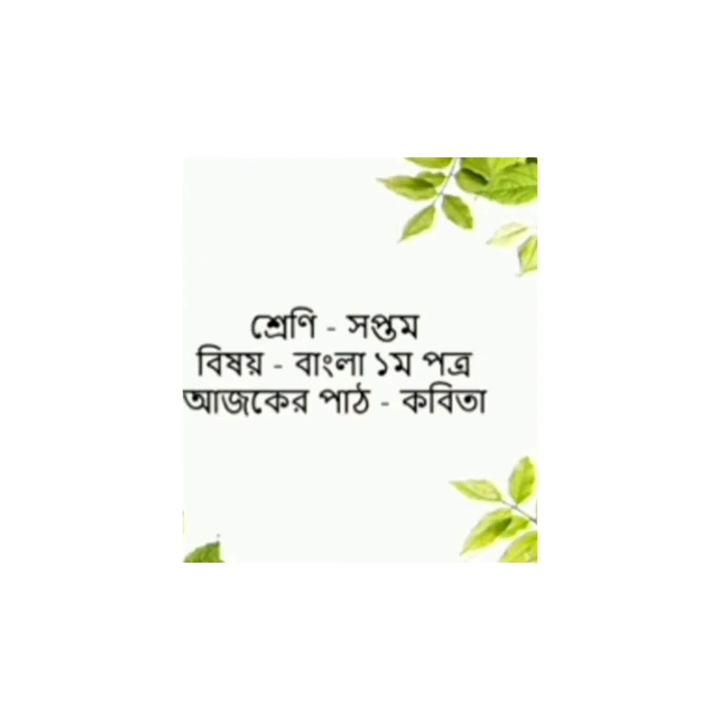 শ্রেণি - সপ্তম
বিষয় - বাংলা ১ম পত্র
আজকের পাঠ - কবিতা